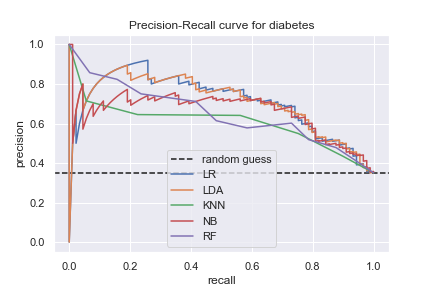 Precision-Recall curve for diabetes
1.0
0.8
0.6
0.4
0.2
0.0
precision
random guess
LR
LDA
KNN
NB
RF
0.0 0.2 0.4 0.6 0.8 1.0
recall